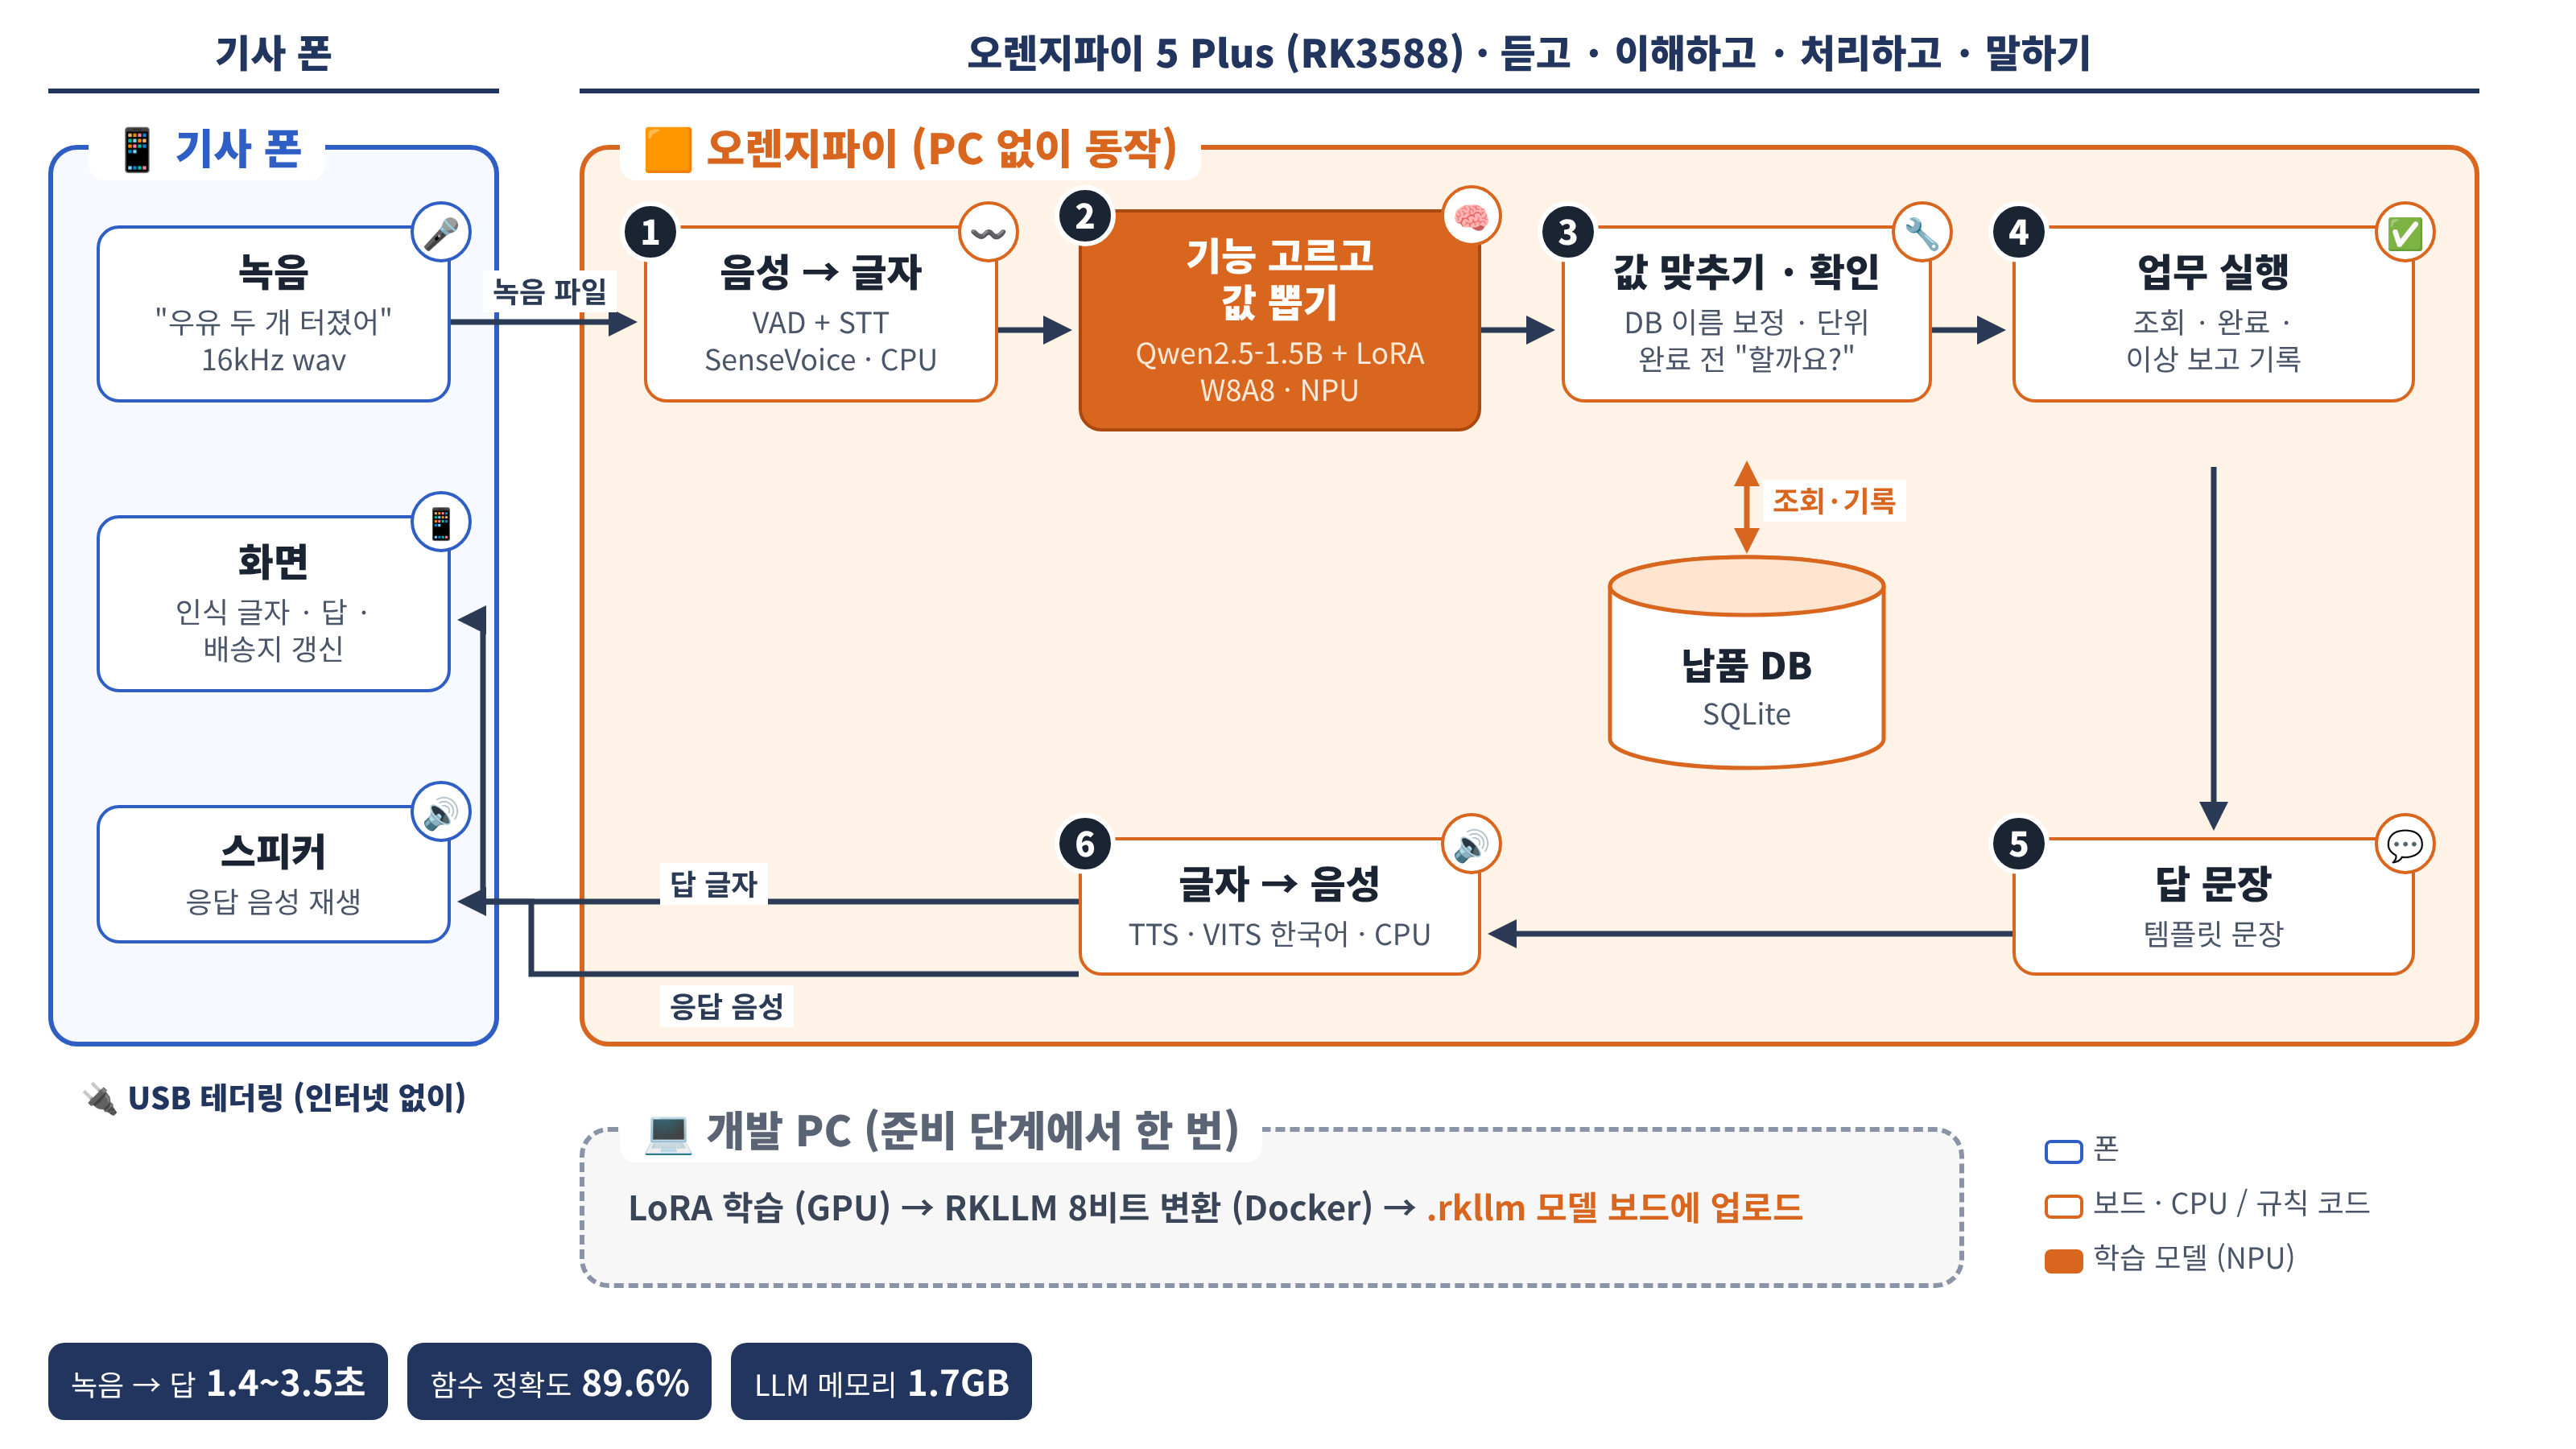 기사 폰
오렌지파이 5 Plus (RK3588) · 듣고 · 이해하고 · 처리하고 · 말하기
기사 폰
오렌지파이 (PC 없이 동작)
녹음
"우유 두 개 터졌어"
16kHz wav
녹음 파일
1
음성 → 글자
VAD + STT
SenseVoice · CPU
2
기능 고르고
값 뽑기
Qwen2.5-1.5B + LoRA
W8A8 · NPU
3
값 맞추기 · 확인
DB 이름 보정 · 단위
완료 전 "할까요?"
4
업무 실행
조회 · 완료 ·
이상 보고 기록
조회·기록
납품 DB
SQLite
화면
인식 글자 · 답 ·
배송지 갱신
스피커
응답 음성 재생
답 글자
응답 음성
6
글자 → 음성
TTS · VITS 한국어 · CPU
5
답 문장
템플릿 문장
USB 테더링 (인터넷 없이)
개발 PC (준비 단계에서 한 번)
LoRA 학습 (GPU) → RKLLM 8비트 변환 (Docker) → .rkllm 모델 보드에 업로드
폰
보드 · CPU / 규칙 코드
학습 모델 (NPU)
녹음 → 답 1.4~3.5초
함수 정확도 89.6%
LLM 메모리 1.7GB